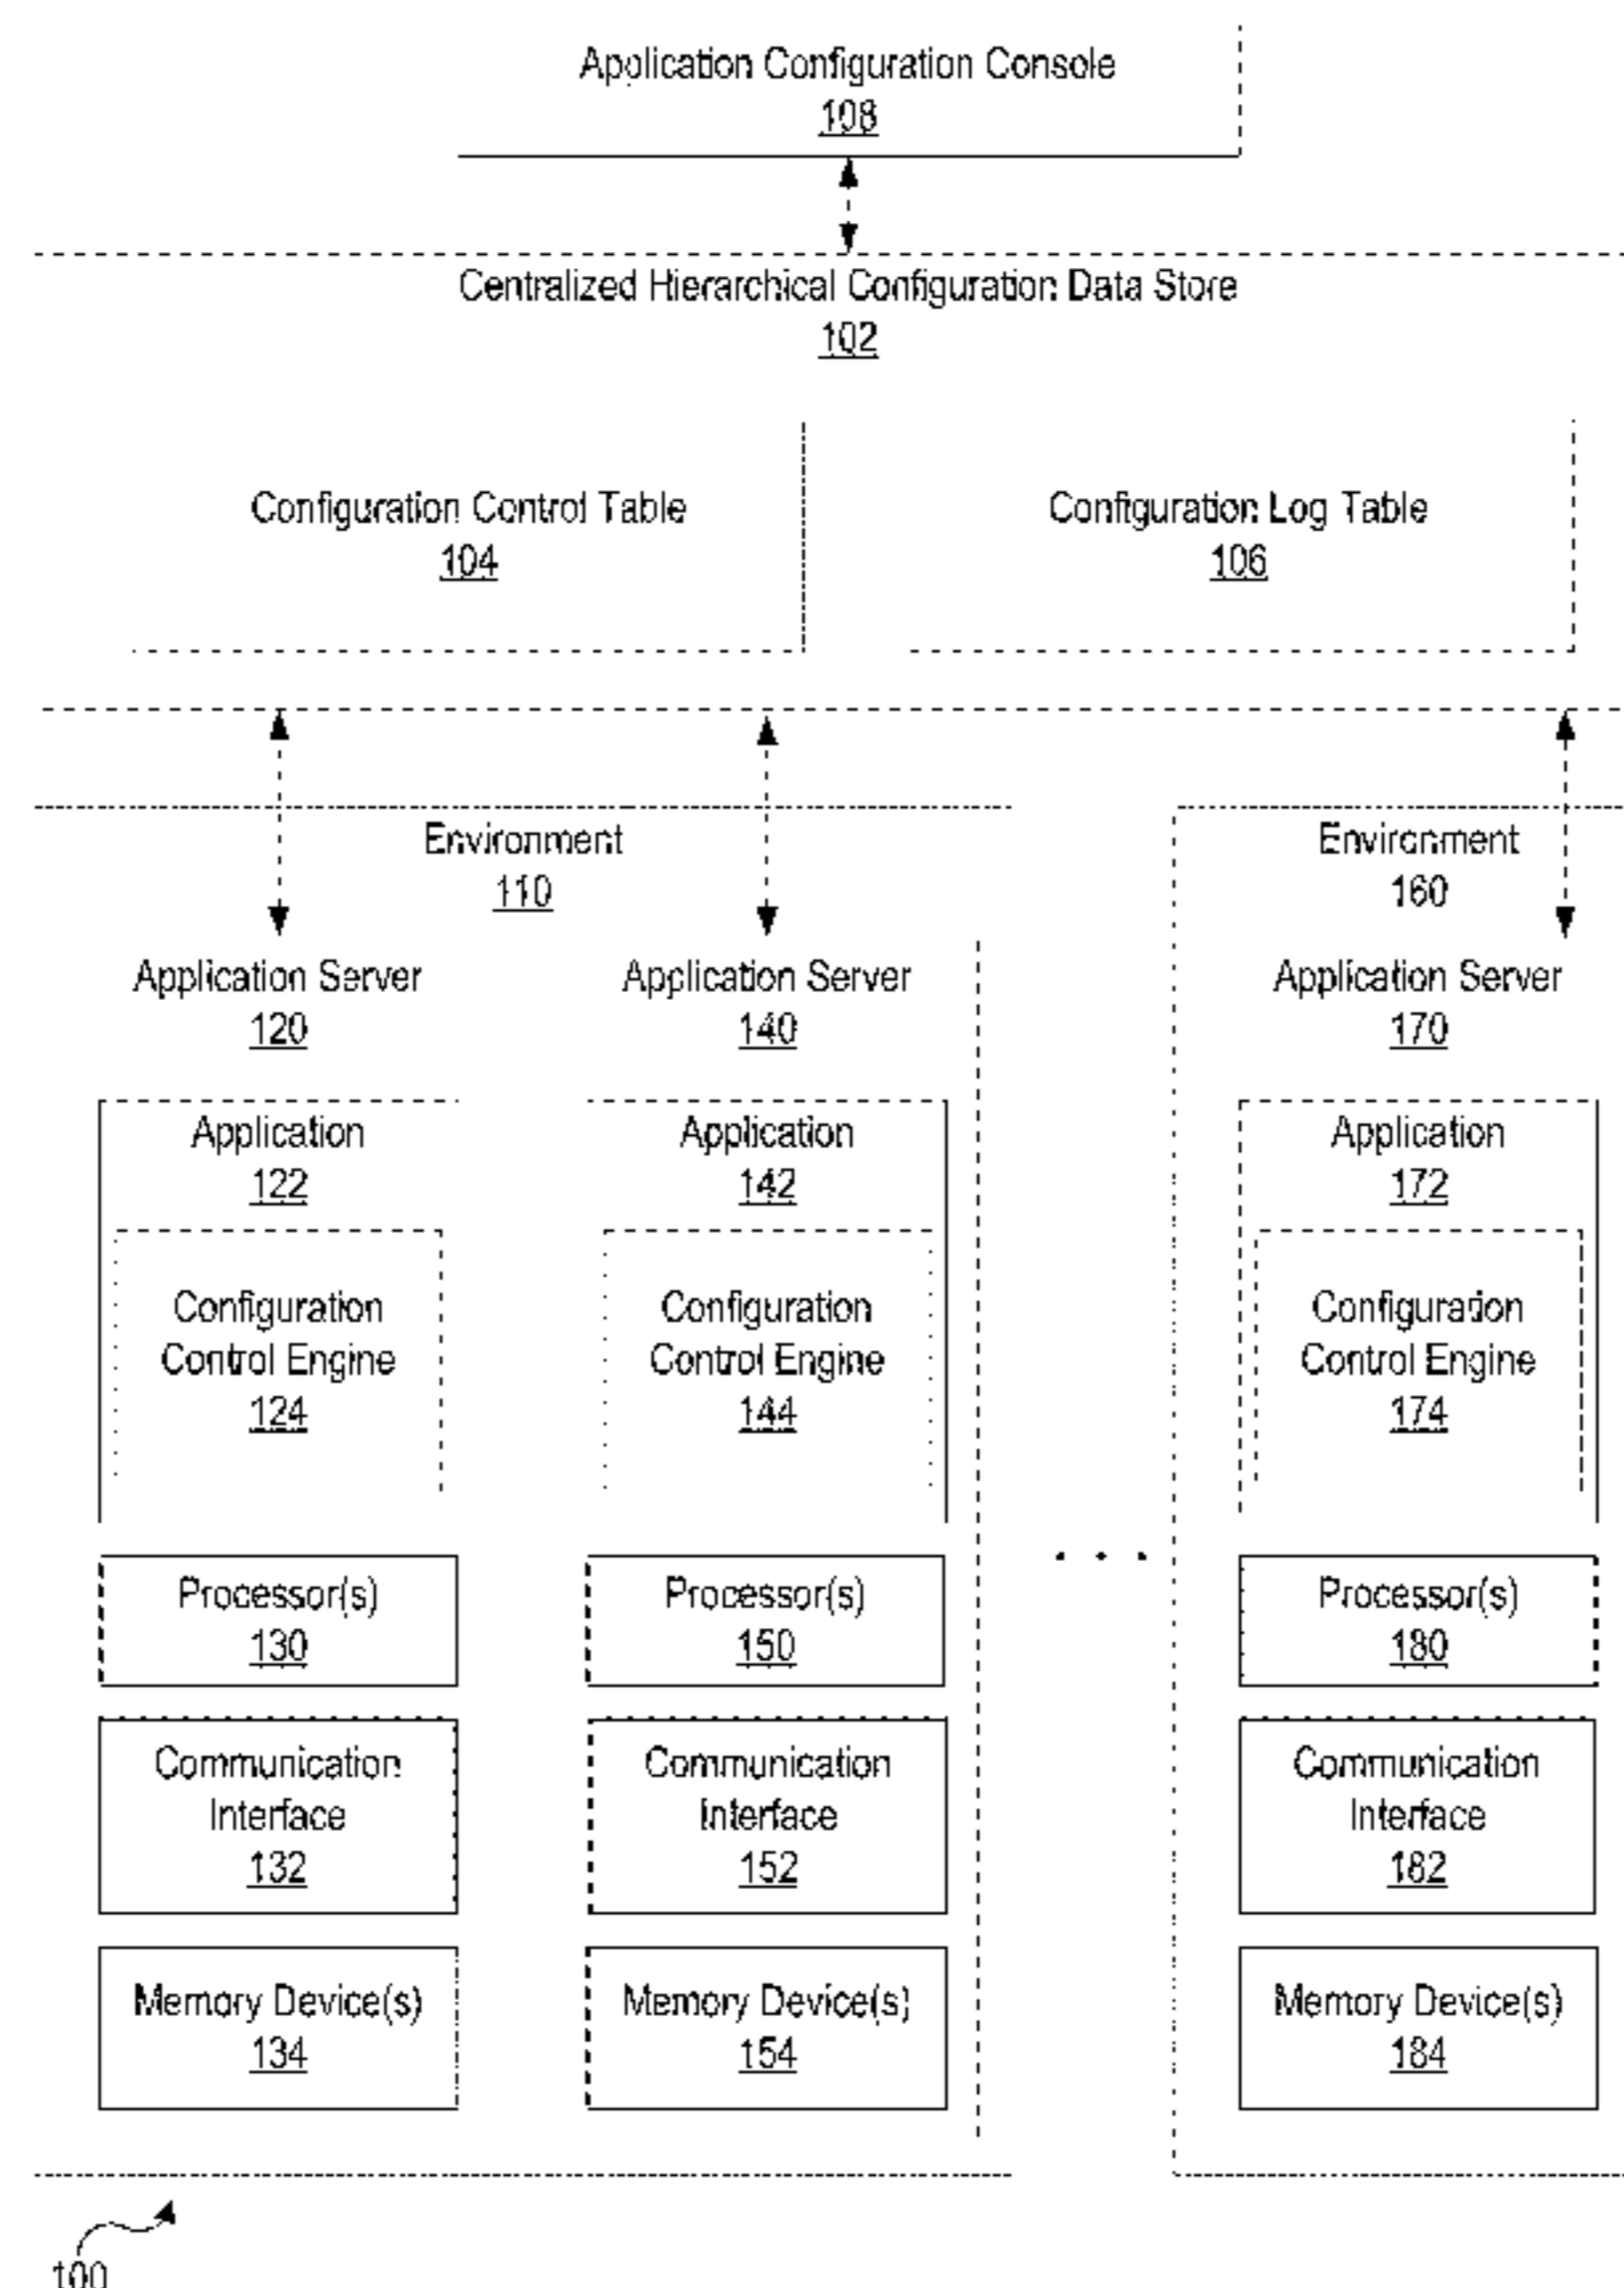 Application Configuration Console
108
Centralized Hierarchical Configuration Data Store
102
Configuration Control Table
104
Configuration Log Table
106
Environment
110
Application Server
120
Application
122
Configuration
Control Engine
124
Processor(s)
130
Communication
Interface
132
Memory Device(s)
134
Application Server
140
Application
142
Configuration
Control Engine
144
Processor(s)
150
Communication
Interface
152
Memory Device(s)
154
. . .
Environment
160
Application Server
170
Application
172
Configuration
Control Engine
174
Processor(s)
180
Communication
Interface
182
Memory Device(s)
184
100